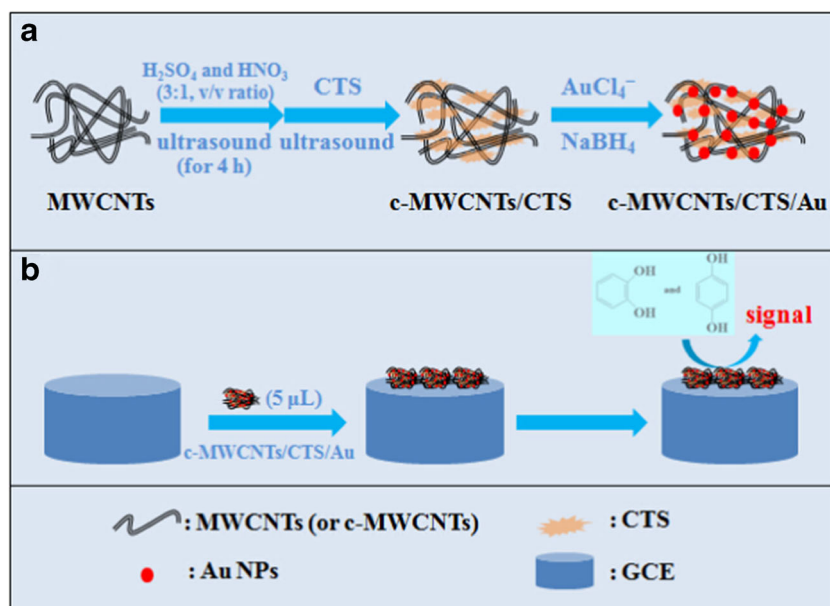 a
H₂SO₄ and HNO₃
(3:1, v/v ratio)
CTS
AuCl₄⁻
ultrasound
(for 4 h)
ultrasound
NaBH₄
MWCNTs
c-MWCNTs/CTS
c-MWCNTs/CTS/Au
b
OH
OH
and
OH
OH
signal
(5 µL)
c-MWCNTs/CTS/Au
: MWCNTs (or c-MWCNTs)
: CTS
: Au NPs
: GCE